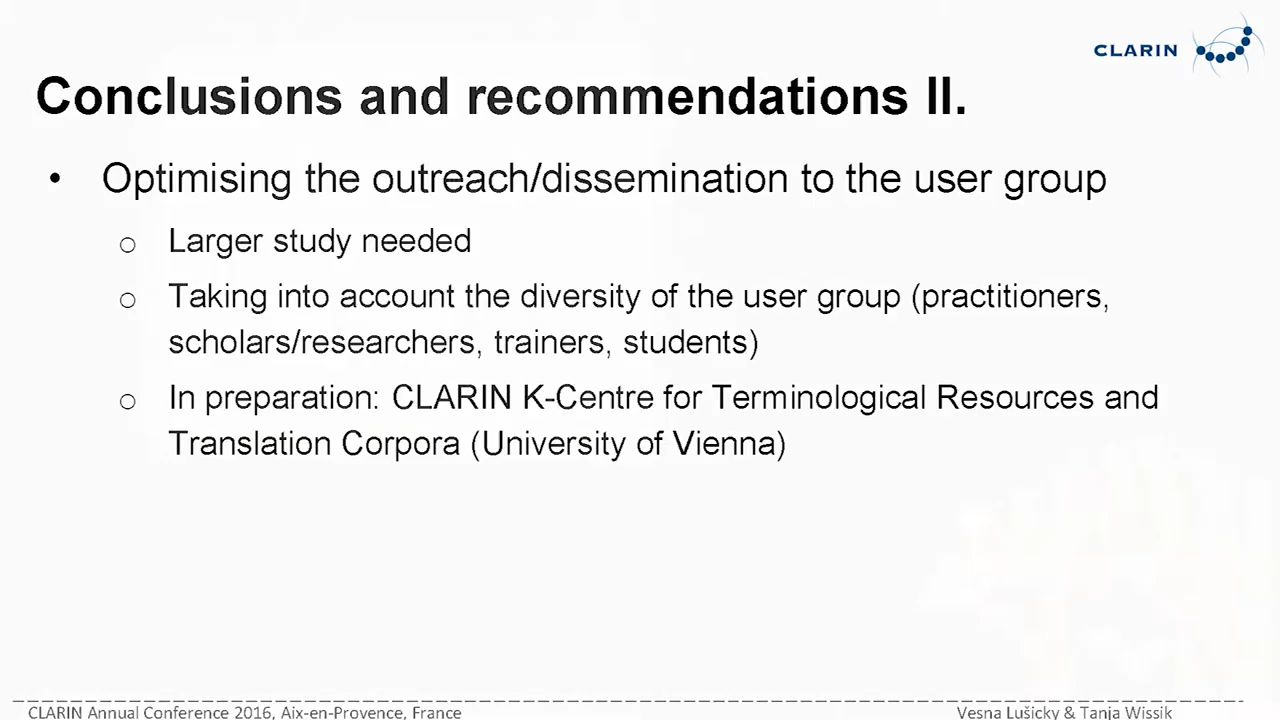 CLARIN
Conclusions and recommendations II.
• Optimising the outreach/dissemination to the user group
o Larger study needed
o Taking into account the diversity of the user group (practitioners,
scholars/researchers, trainers, students)
o In preparation: CLARIN K-Centre for Terminological Resources and
Translation Corpora (University of Vienna)
CLARIN Annual Conference 2016, Aix-en-Provence, France
Vesna Lušicky & Tanja Wissik